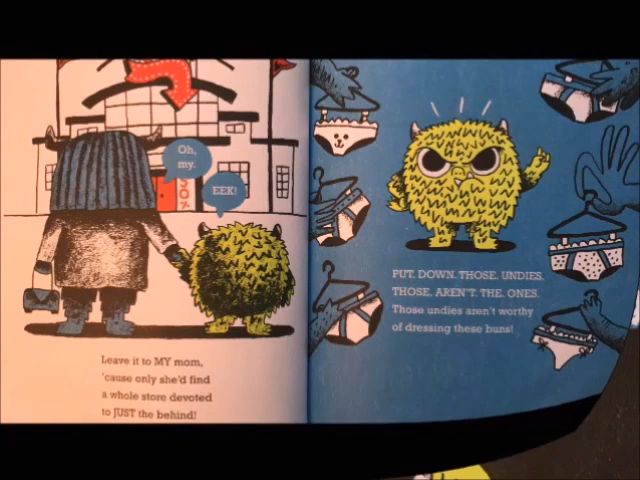 Oh,
my.
EEK!
Leave it to MY mom,
'cause only she'd find
a whole store devoted
to JUST the behind!
PUT. DOWN. THOSE. UNDIES.
THOSE. AREN'T. THE. ONES.
Those undies aren't worthy
of dressing these buns!